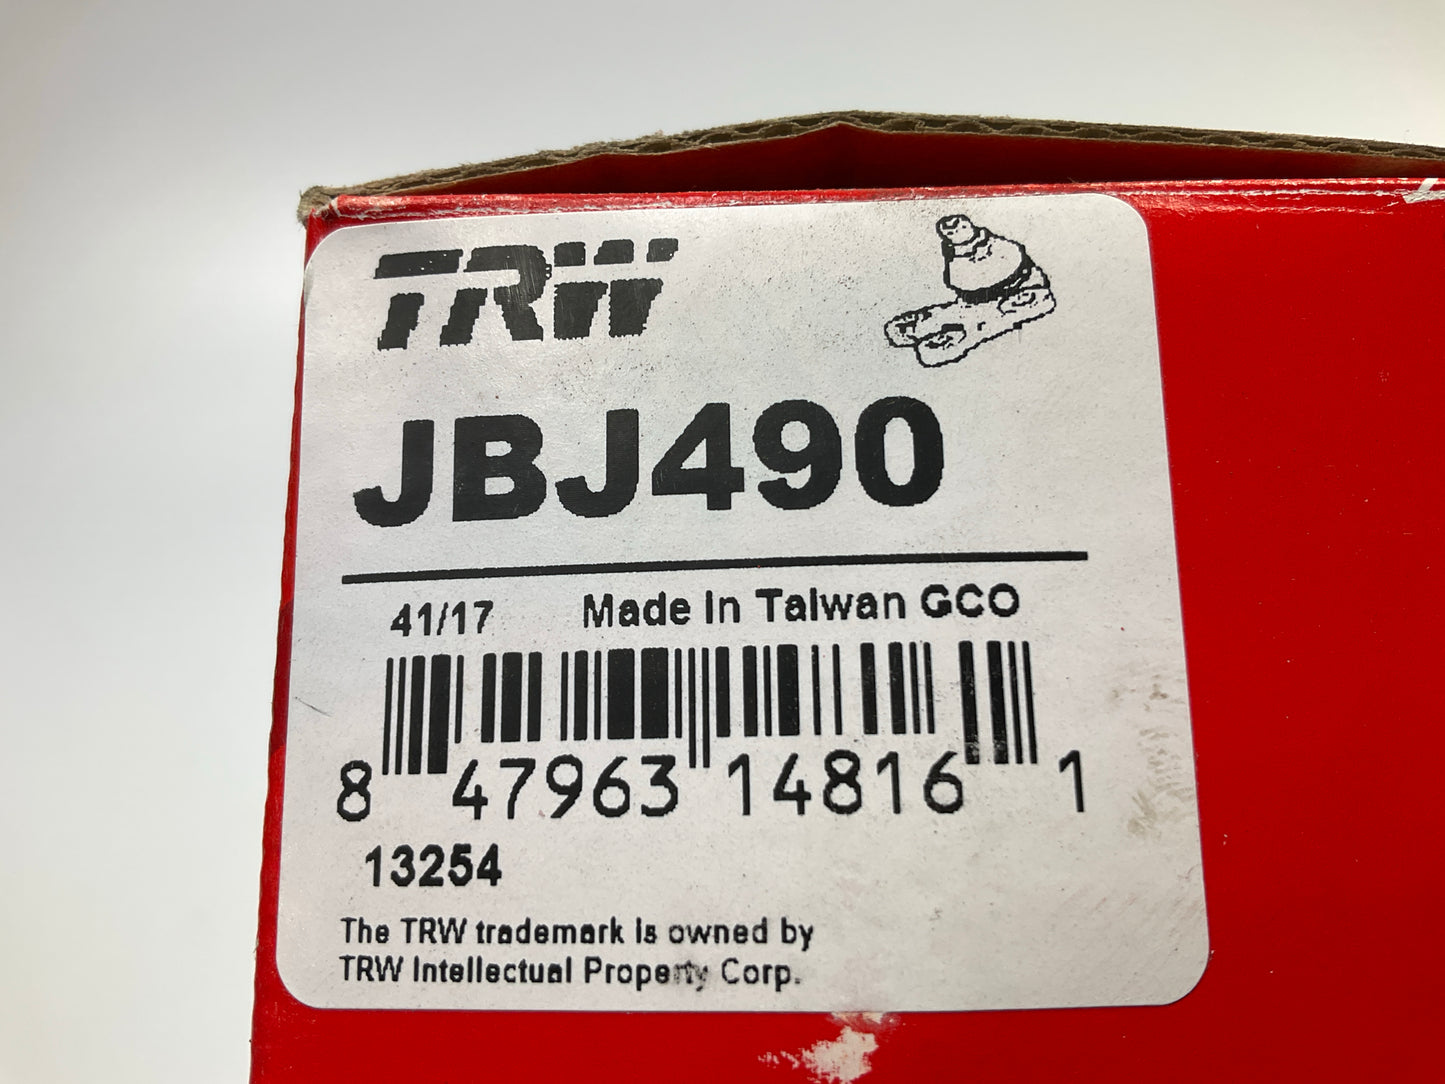 TRW
JBJ490
41/17 Made in Taiwan GCO
8 47963 14816 1
13254
The TRW trademark is owned by
TRW Intellectual Property Corp.